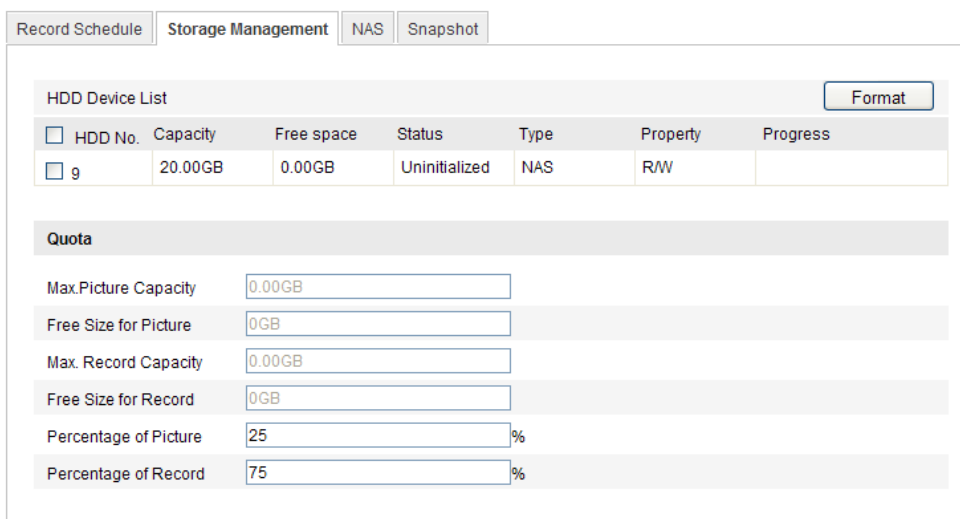 Record Schedule Storage Management NAS Snapshot
HDD Device List Format
HDD No. Capacity Free space Status Type Property Progress
9 20.00GB 0.00GB Uninitialized NAS R/W
Quota
Max.Picture Capacity 0.00GB
Free Size for Picture 0GB
Max. Record Capacity 0.00GB
Free Size for Record 0GB
Percentage of Picture 25 %
Percentage of Record 75 %